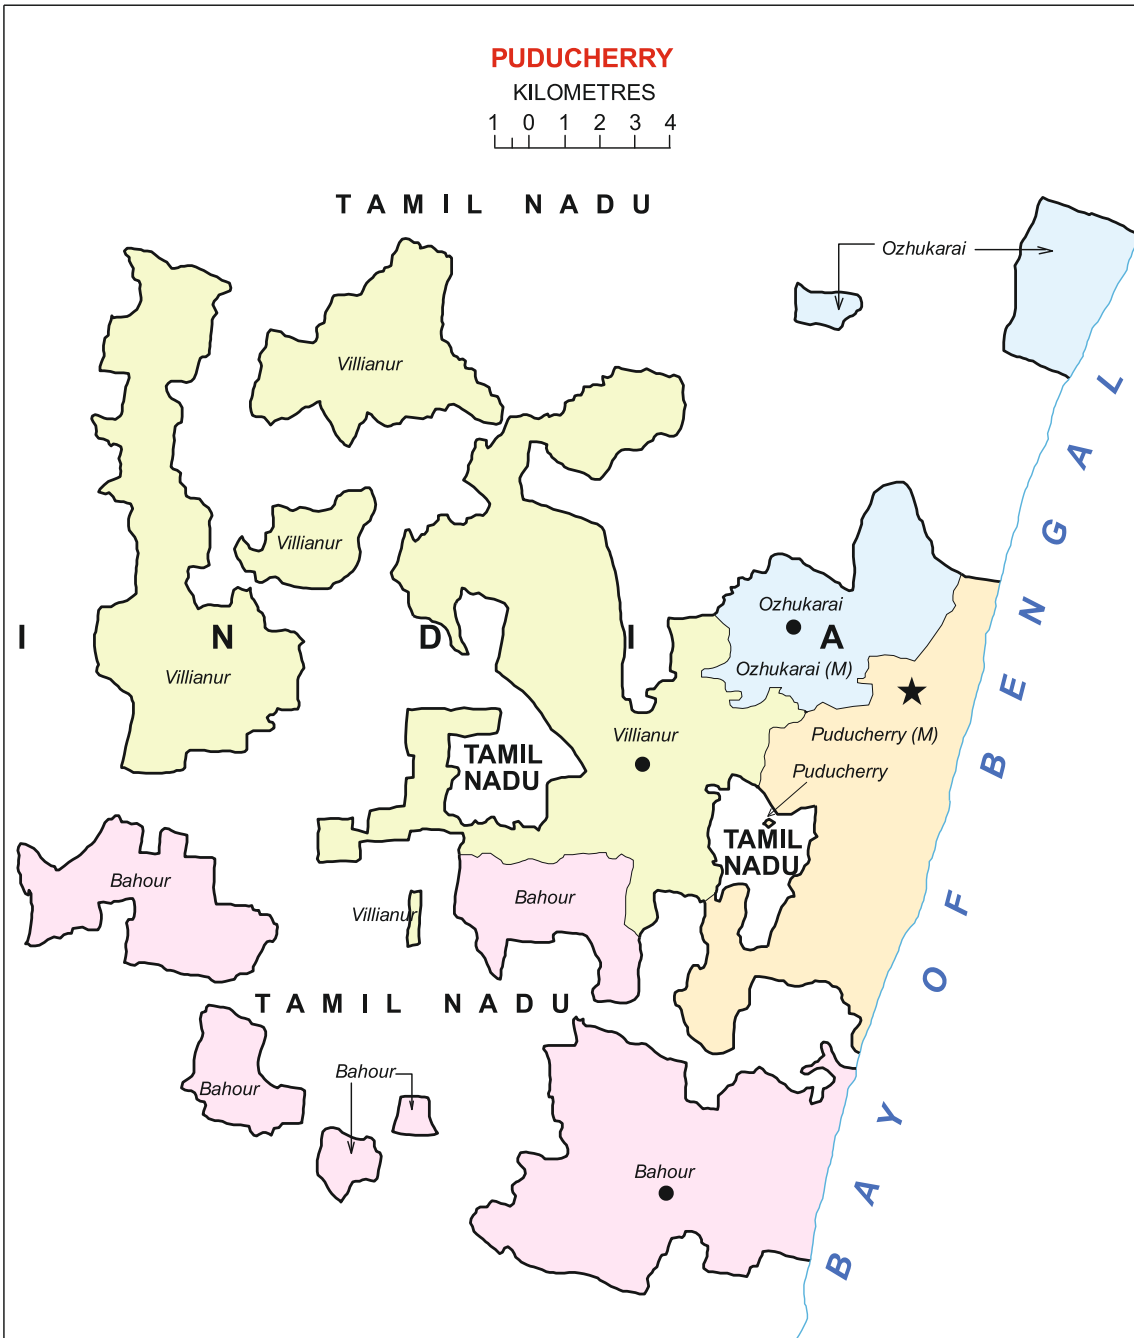 PUDUCHERRY
KILOMETRES
1 0 1 2 3 4
TAMIL NADU
Ozhukarai
Villianur
Villianur
Ozhukarai
INDIA
Ozhukarai (M)
Villianur
Villianur
Puducherry (M)
TAMIL
NADU
Puducherry
TAMIL
NADU
Bahour
Bahour
Villianur
TAMIL NADU
Bahour
Bahour
Bahour
BAY OF BENGAL